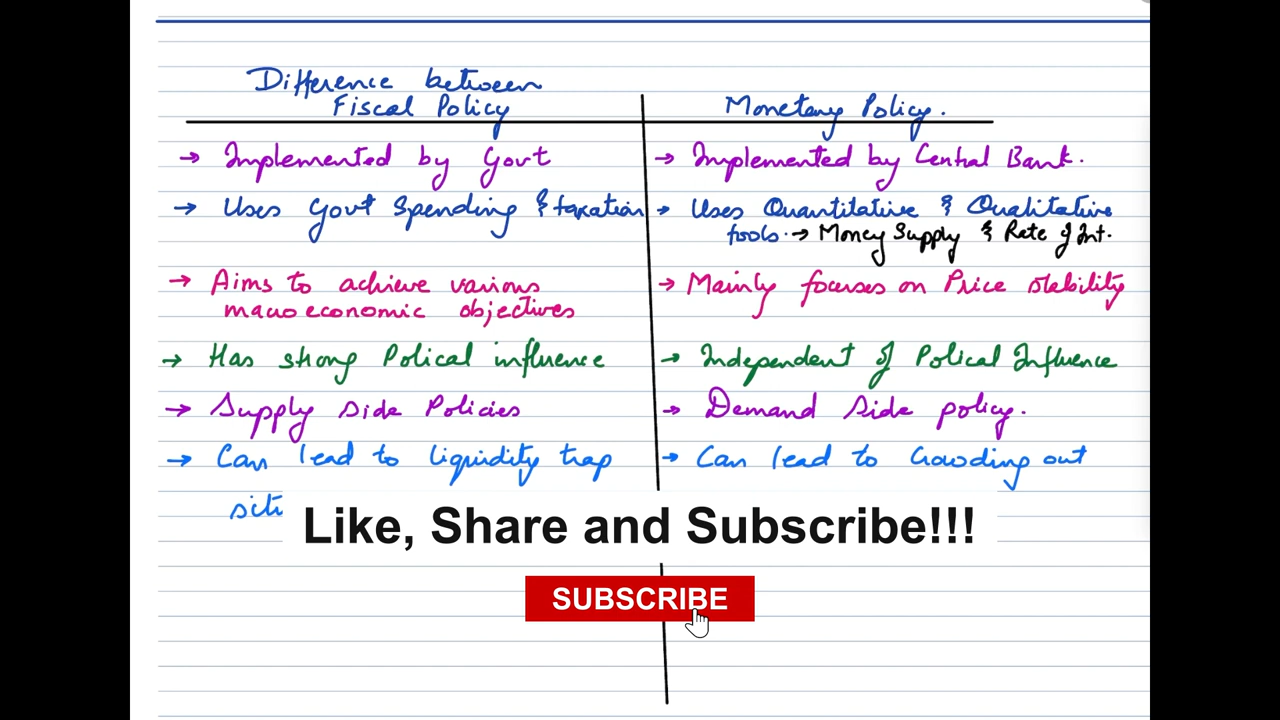 Difference between
Fiscal Policy
Monetary Policy.
→ Implemented by Govt
→ Implemented by Central Bank.
→ Uses Govt Spending & taxation
→ Uses Quantitative & Qualitative
tools. → Money Supply & Rate of Int.
→ Aims to achieve various
macroeconomic objectives
→ Mainly focuses on Price stability
→ Has strong Polical influence
→ Independent of Polical Influence
→ Supply side Policies
→ Demand side policy.
→ Can lead to liquidity trap
→ Can lead to Crowding out
Like, Share and Subscribe!!!
SUBSCRIBE